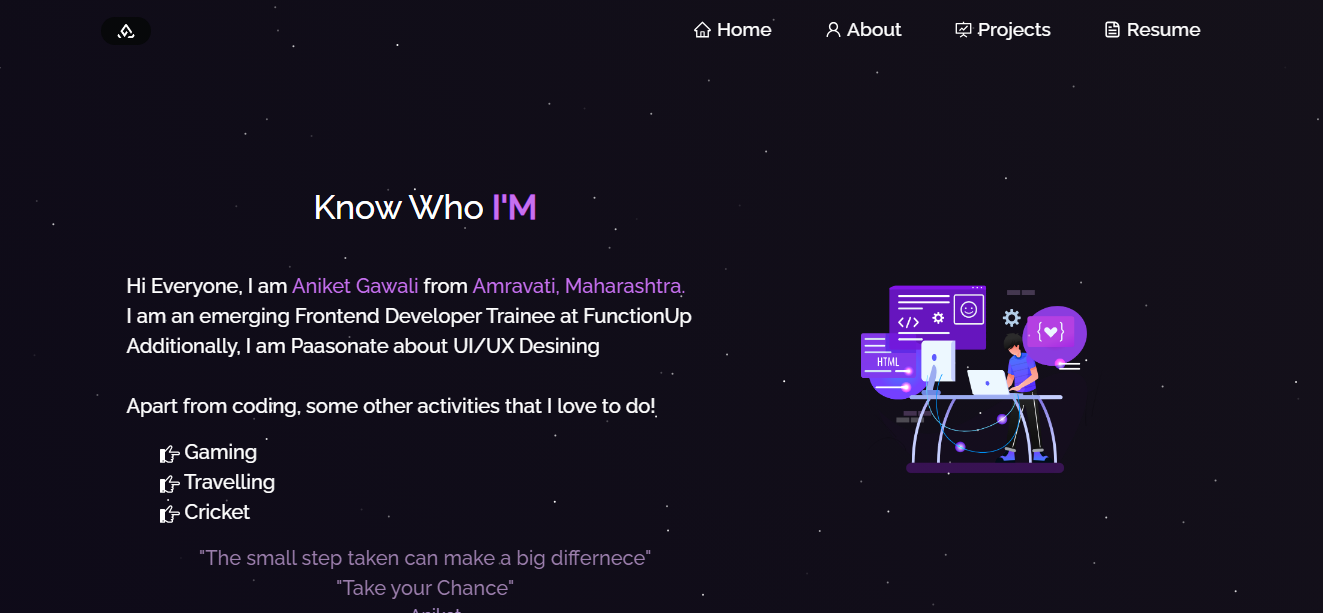 Home
About
Projects
Resume
Know Who I'M
Hi Everyone, I am Aniket Gawali from Amravati, Maharashtra.
I am an emerging Frontend Developer Trainee at FunctionUp
Additionally, I am Paasonate about UI/UX Desining
</>
{♥}
HTML
Apart from coding, some other activities that I love to do!
Gaming
Travelling
Cricket
"The small step taken can make a big differnece"
"Take your Chance"
Aniket